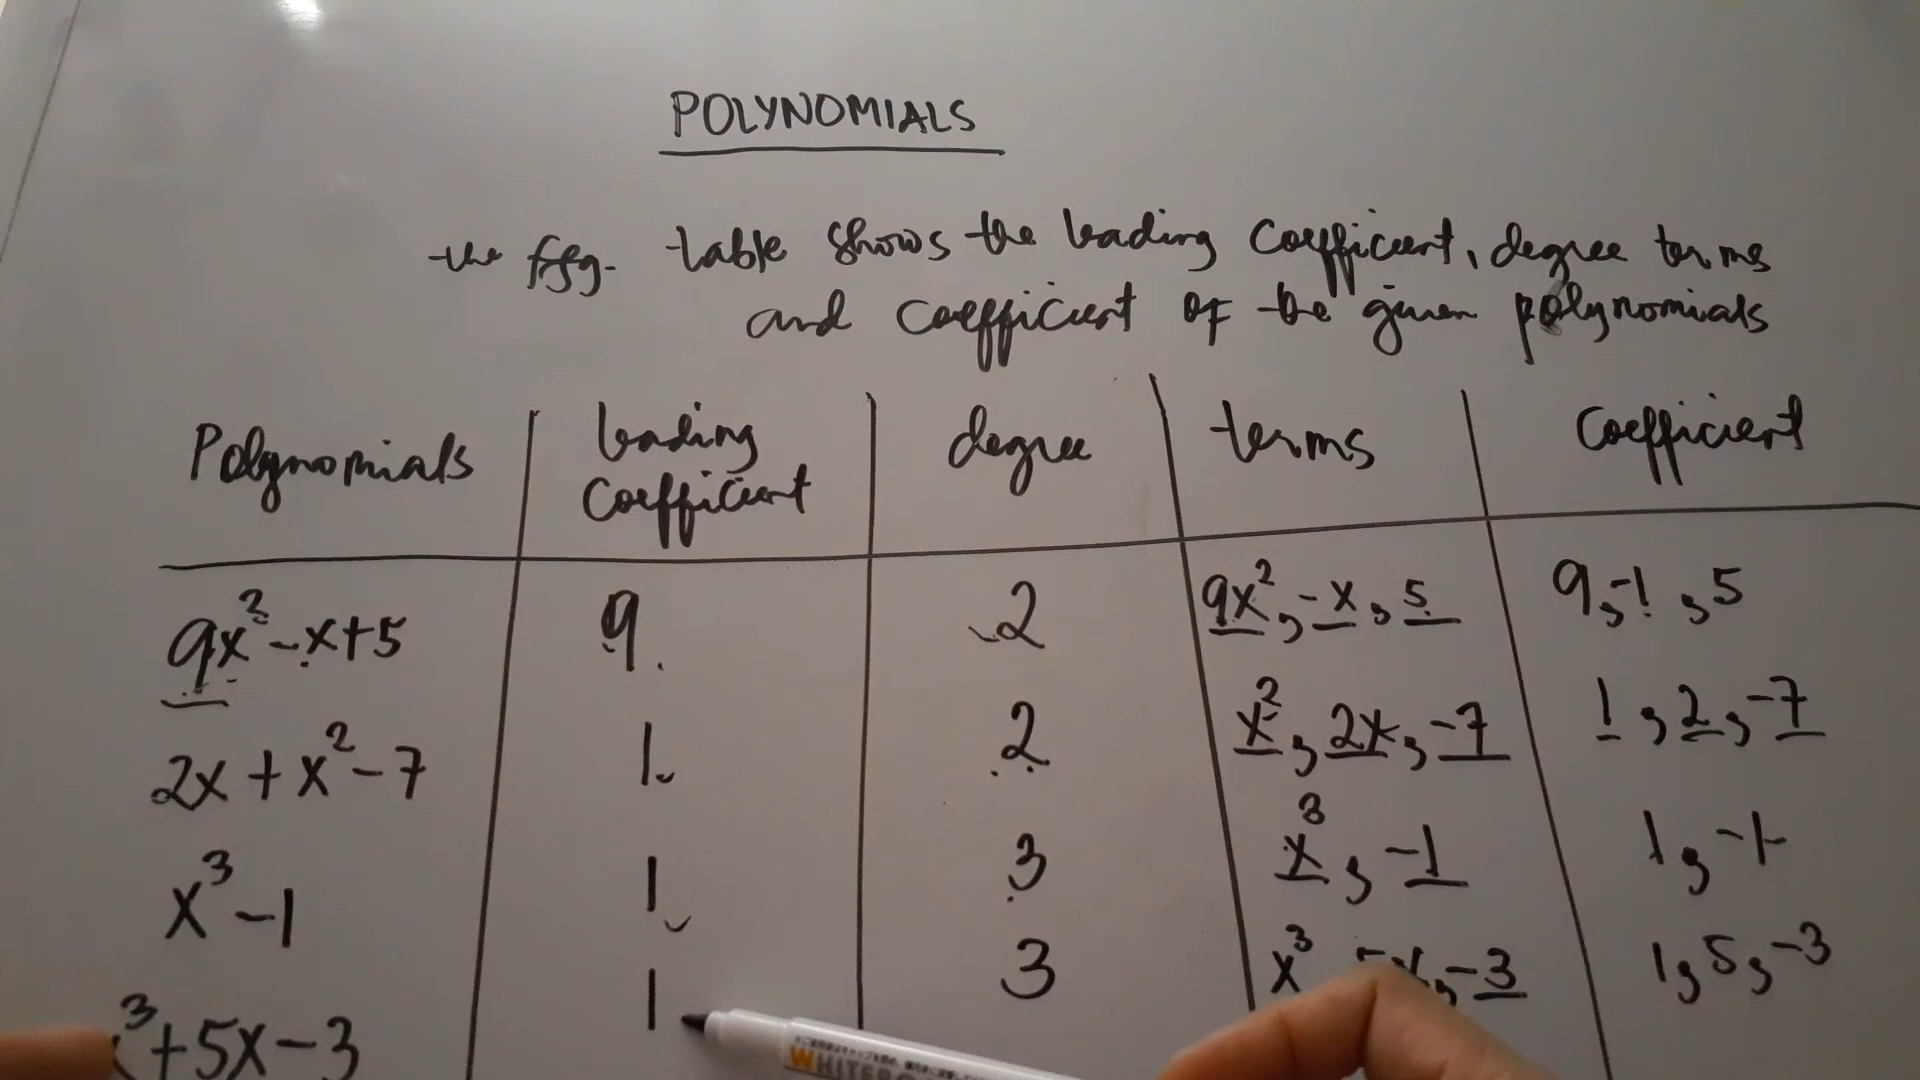 POLYNOMIALS
the ffg. table shows the leading coefficient, degree terms
and coefficient of the given polynomials
Polynomials leading coefficient degree terms Coefficient
9x²-x+5 9 2 9x², -x, 5 9, -1, 5
2x + x² - 7 1 2 x², 2x, -7 1, 2, -7
x³ - 1 1 3 x³, -1 1, -1
³+5x-3 1 3 x³ -3 1, 5, -3